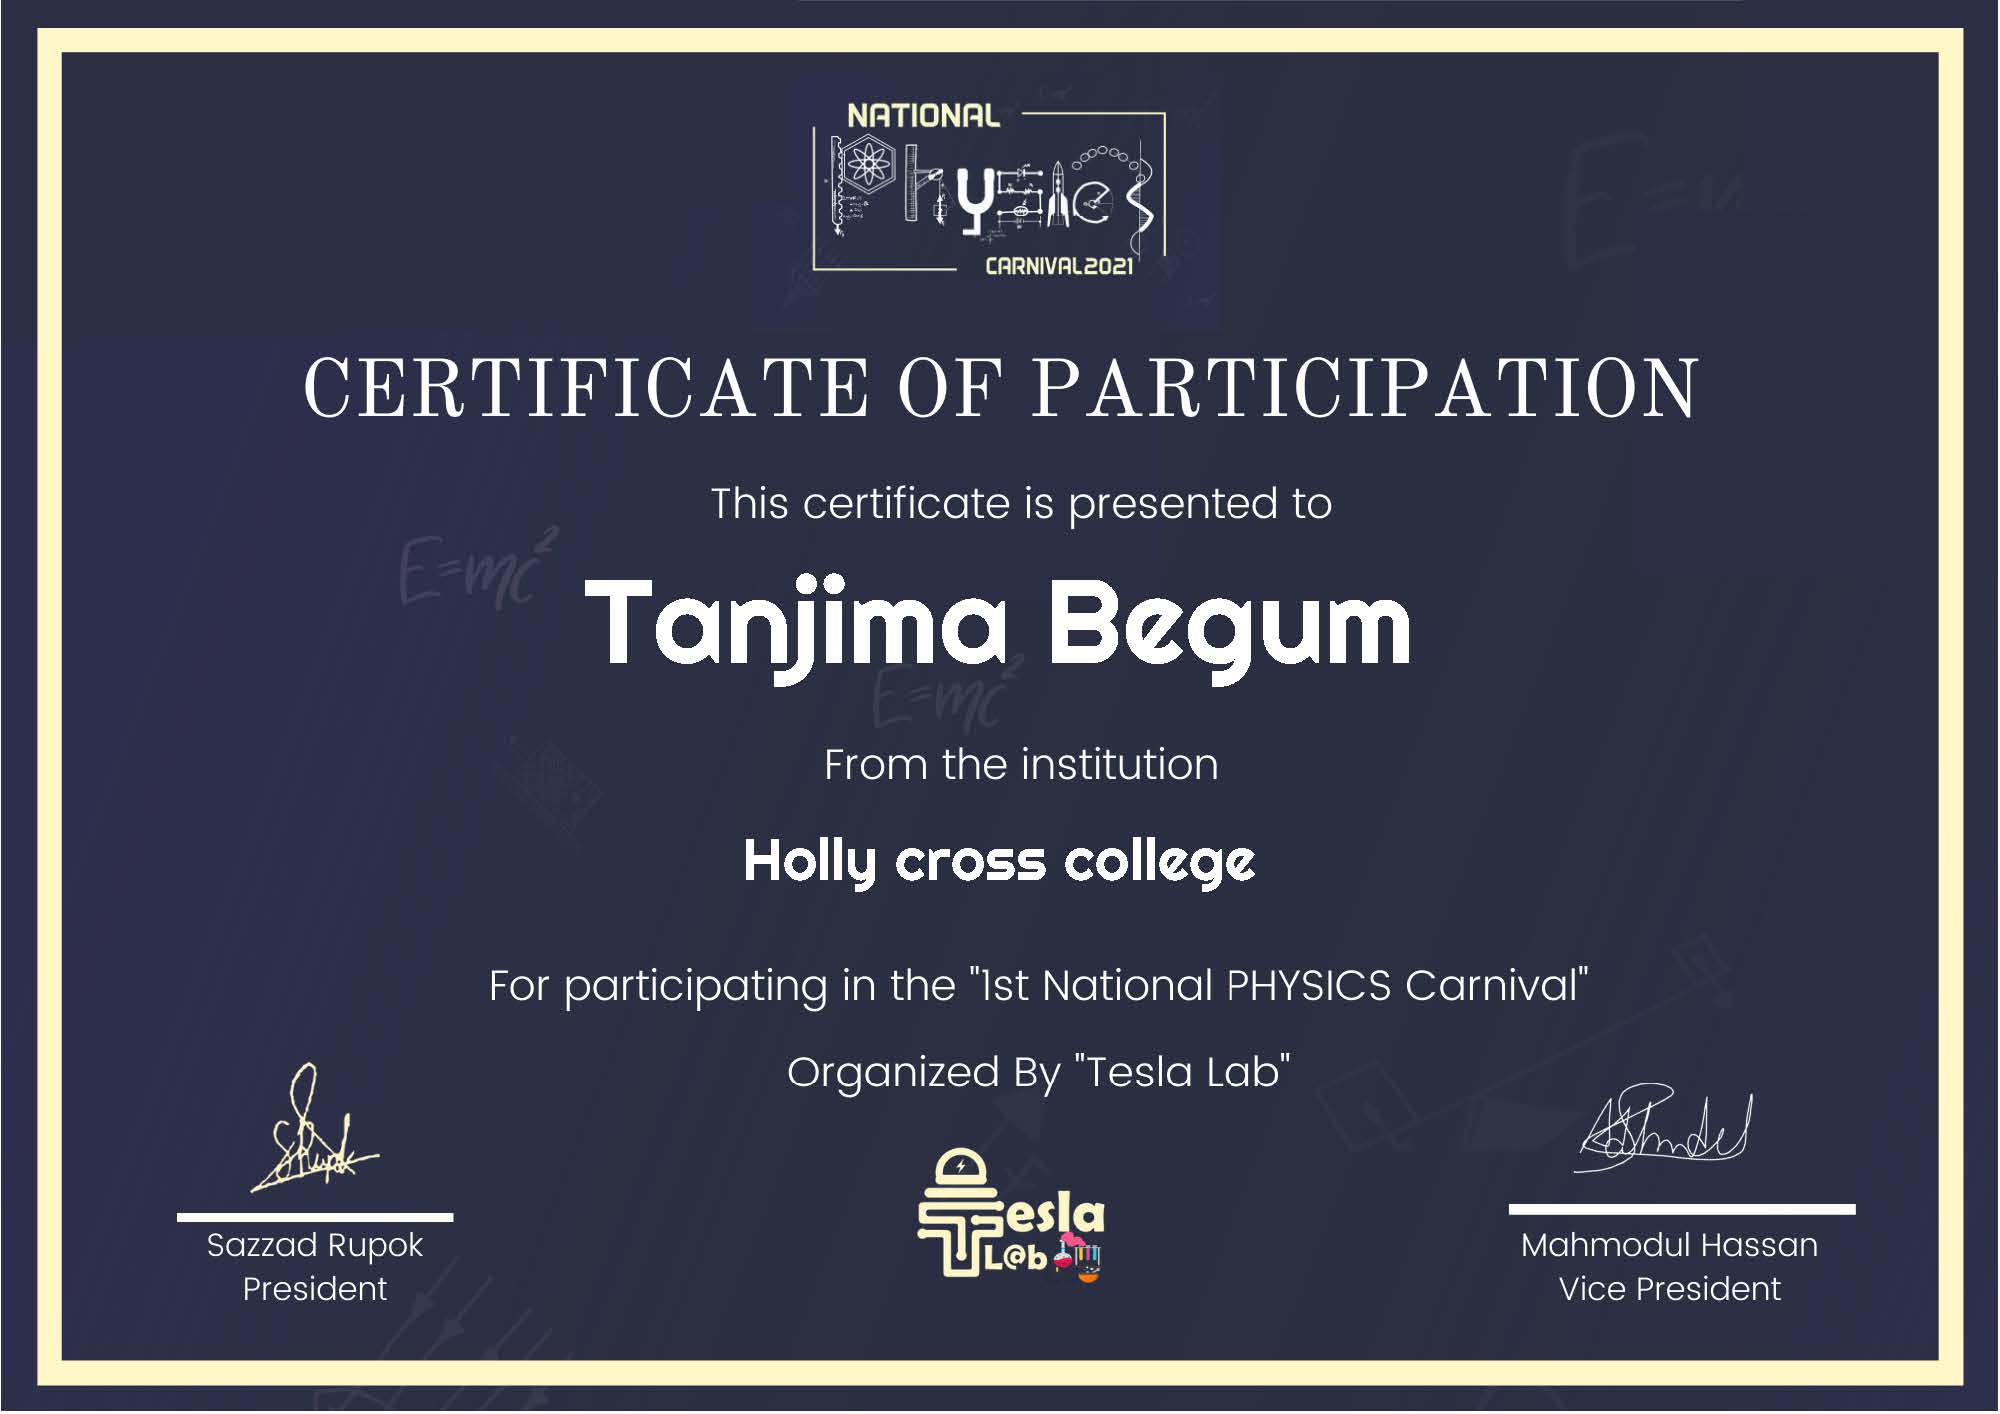 NATIONAL
Physics
CARNIVAL2021
CERTIFICATE OF PARTICIPATION
This certificate is presented to
E=mc²
Tanjima Begum
E=mc²
From the institution
Holly cross college
For participating in the "1st National PHYSICS Carnival"
Organized By "Tesla Lab"
Tesla
L@b
Sazzad Rupok
President
Mahmodul Hassan
Vice President